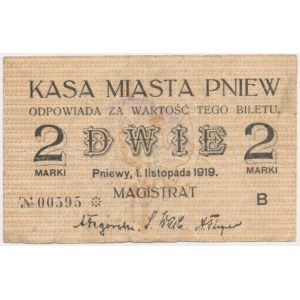 KASA MIASTA PNIEW
ODPOWIADA ZA WARTOŚĆ TEGO BILETU.
2 DWIE 2
MARKI MARKI
Pniewy, 1. listopada 1919.
MAGISTRAT
№ 00595 ❊ B